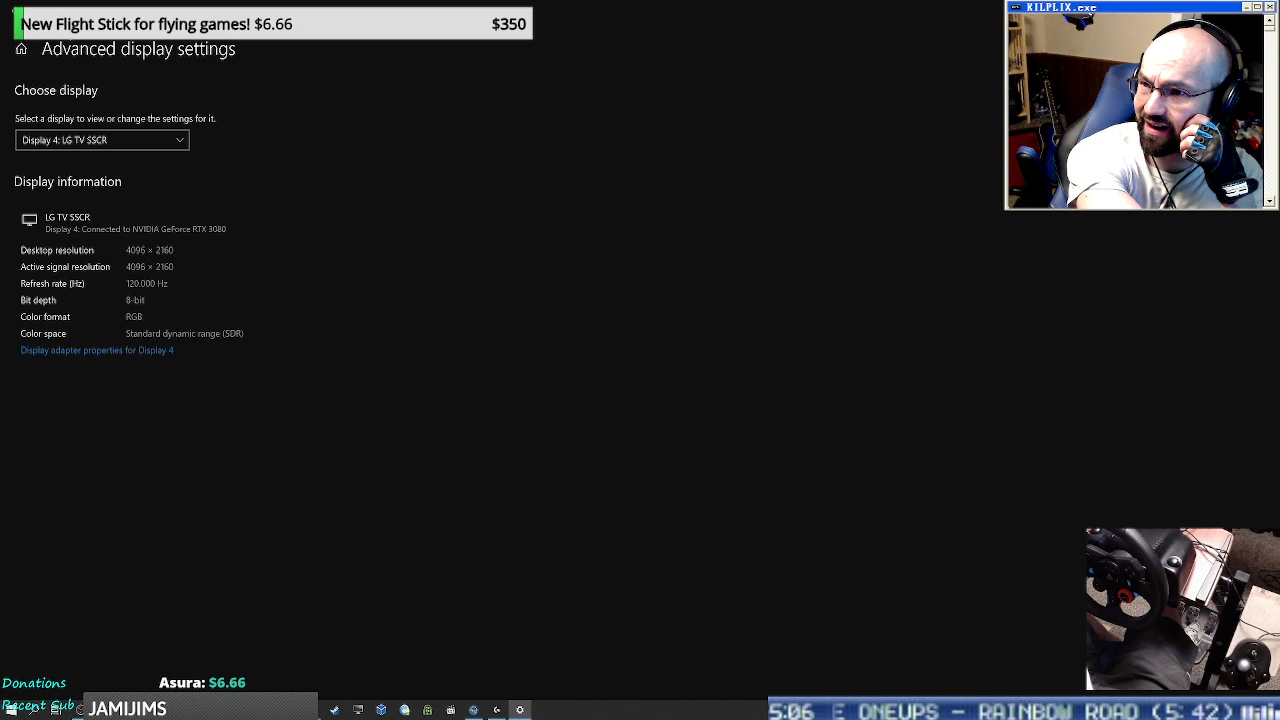 New Flight Stick for flying games! $6.66 $350
KILPLIX.exe
Advanced display settings
Choose display
Select a display to view or change the settings for it.
Display 4: LG TV SSCR
Display information
LG TV SSCR
Display 4: Connected to NVIDIA GeForce RTX 3080
Desktop resolution 4096 × 2160
Active signal resolution 4096 × 2160
Refresh rate (Hz) 120.000 Hz
Bit depth 8-bit
Color format RGB
Color space Standard dynamic range (SDR)
Display adapter properties for Display 4
Donations Asura: $6.66
Recent Sub JAMIJIMS
5:06 E ONEUPS - RAINBOW ROAD (5:42)